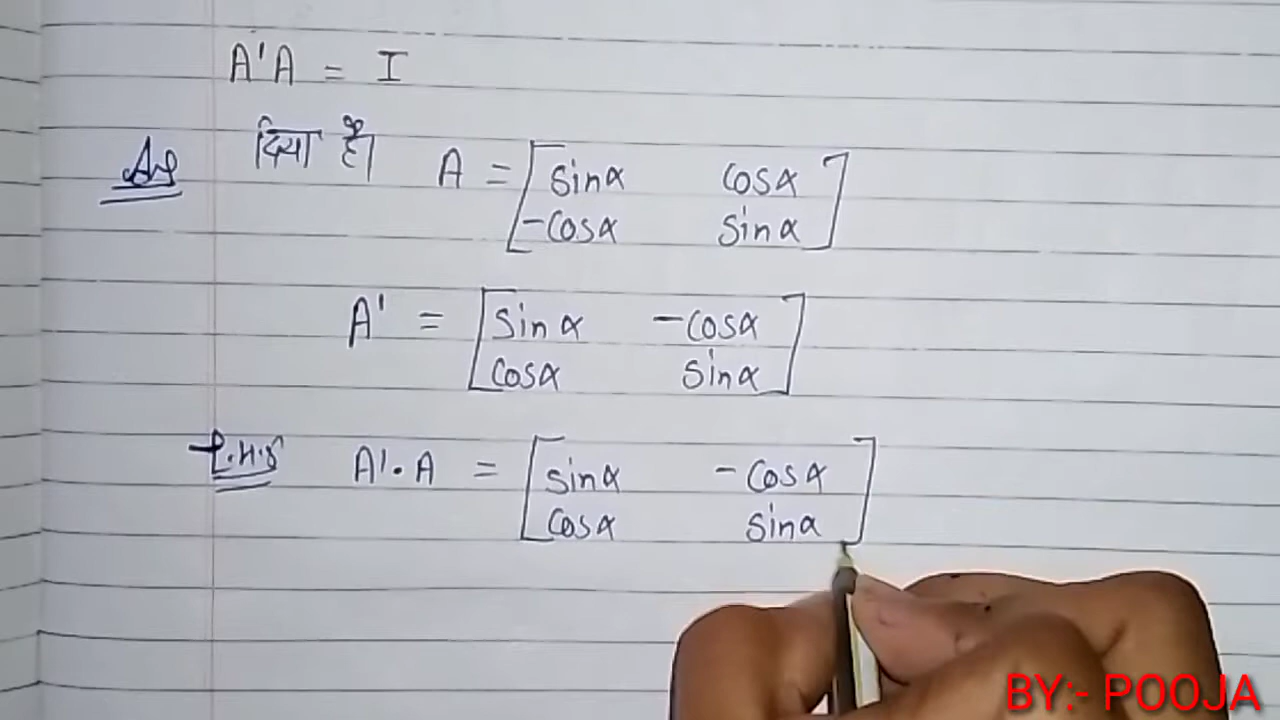 A'A = I
Ans दिया है। A = [sinα cosα
-cosα sinα]
A' = [sinα -cosα
cosα sinα]
L.H.S A'·A = [sinα -cosα
cosα sinα]
BY:- POOJA